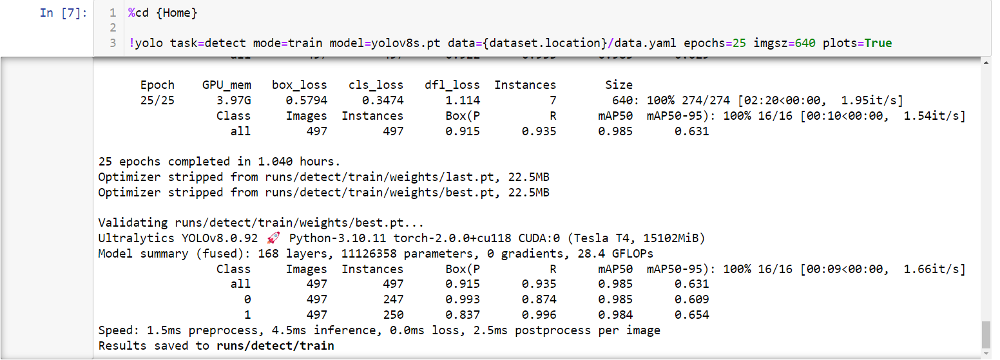 In [7]:
1 %cd {Home}
2
3 !yolo task=detect mode=train model=yolov8s.pt data={dataset.location}/data.yaml epochs=25 imgsz=640 plots=True
Epoch GPU_mem box_loss cls_loss dfl_loss Instances Size
25/25 3.97G 0.5794 0.3474 1.114 7 640: 100% 274/274 [02:20<00:00, 1.95it/s]
Class Images Instances Box(P R mAP50 mAP50-95): 100% 16/16 [00:10<00:00, 1.54it/s]
all 497 497 0.915 0.935 0.985 0.631
25 epochs completed in 1.040 hours.
Optimizer stripped from runs/detect/train/weights/last.pt, 22.5MB
Optimizer stripped from runs/detect/train/weights/best.pt, 22.5MB
Validating runs/detect/train/weights/best.pt...
Ultralytics YOLOv8.0.92 🚀 Python-3.10.11 torch-2.0.0+cu118 CUDA:0 (Tesla T4, 15102MiB)
Model summary (fused): 168 layers, 11126358 parameters, 0 gradients, 28.4 GFLOPs
Class Images Instances Box(P R mAP50 mAP50-95): 100% 16/16 [00:09<00:00, 1.66it/s]
all 497 497 0.915 0.935 0.985 0.631
0 497 247 0.993 0.874 0.985 0.609
1 497 250 0.837 0.996 0.984 0.654
Speed: 1.5ms preprocess, 4.5ms inference, 0.0ms loss, 2.5ms postprocess per image
Results saved to runs/detect/train